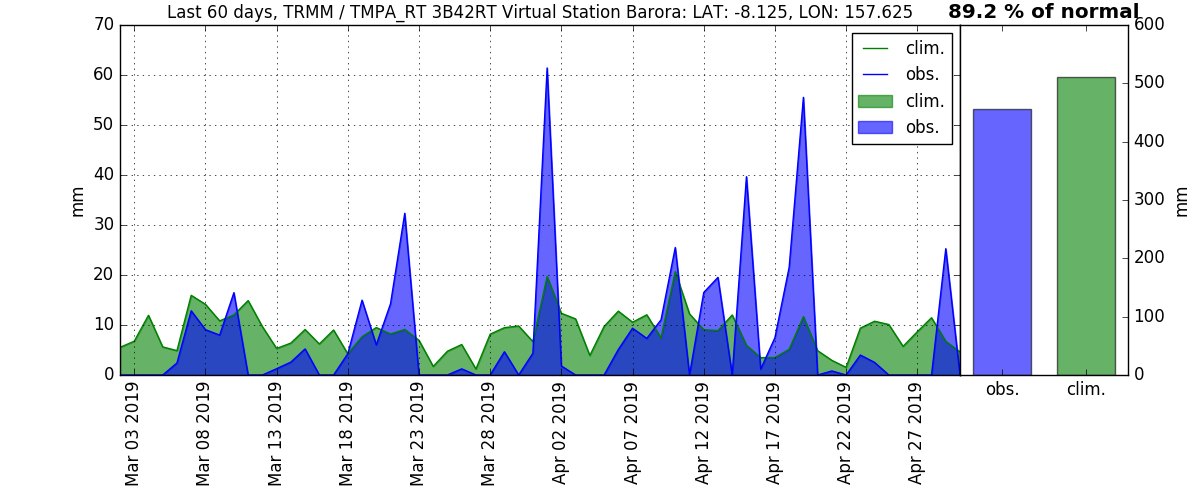 Last 60 days, TRMM / TMPA_RT 3B42RT Virtual Station Barora: LAT: -8.125, LON: 157.625
89.2 % of normal
70
60
50
40
30
20
10
0
mm
clim.
obs.
clim.
obs.
600
500
400
300
200
100
0
mm
obs.
clim.
Mar 03 2019
Mar 08 2019
Mar 13 2019
Mar 18 2019
Mar 23 2019
Mar 28 2019
Apr 02 2019
Apr 07 2019
Apr 12 2019
Apr 17 2019
Apr 22 2019
Apr 27 2019